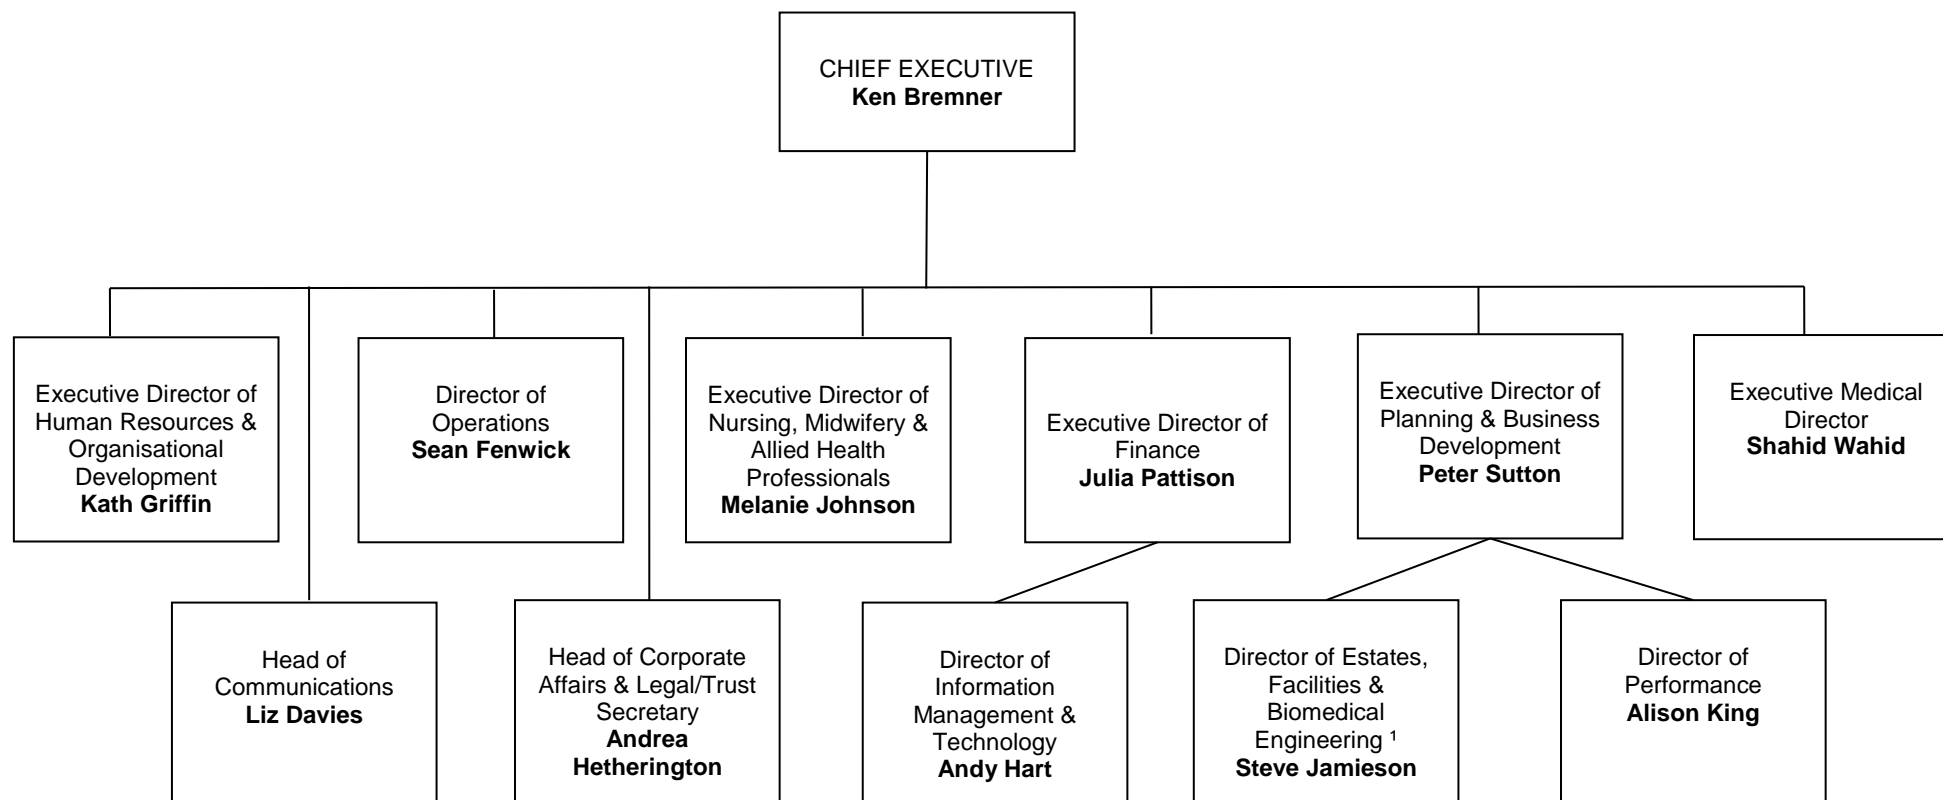 CHIEF EXECUTIVE
Ken Bremner
Executive Director of
Human Resources &
Organisational
Development
Kath Griffin
Director of
Operations
Sean Fenwick
Executive Director of
Nursing, Midwifery &
Allied Health
Professionals
Melanie Johnson
Executive Director of
Finance
Julia Pattison
Executive Director of
Planning & Business
Development
Peter Sutton
Executive Medical
Director
Shahid Wahid
Head of
Communications
Liz Davies
Head of Corporate
Affairs & Legal/Trust
Secretary
Andrea
Hetherington
Director of
Information
Management &
Technology
Andy Hart
Director of Estates,
Facilities &
Biomedical
Engineering ¹
Steve Jamieson
Director of
Performance
Alison King